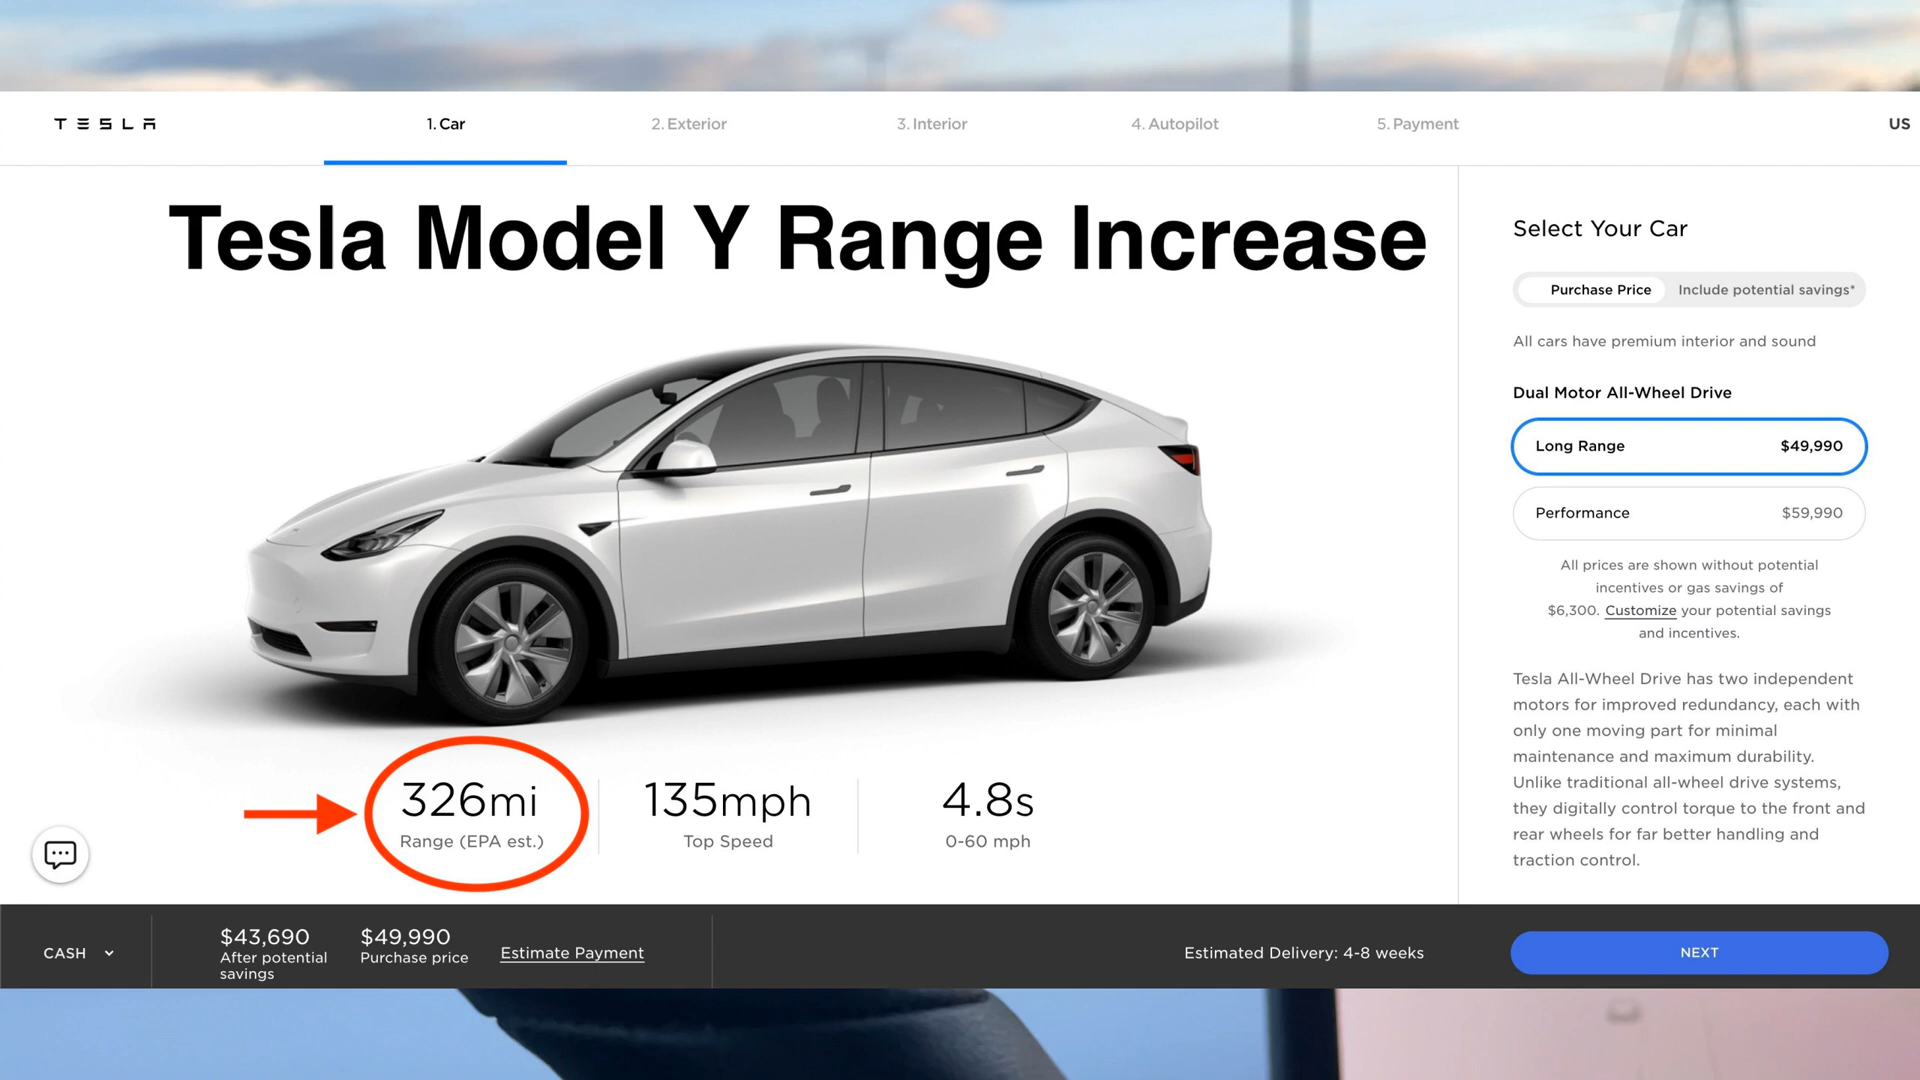 TESLA
1. Car
2. Exterior
3. Interior
4. Autopilot
5. Payment
US
Tesla Model Y Range Increase
326mi
Range (EPA est.)
135mph
Top Speed
4.8s
0-60 mph
Select Your Car
Purchase Price
Include potential savings*
All cars have premium interior and sound
Dual Motor All-Wheel Drive
Long Range $49,990
Performance $59,990
All prices are shown without potential
incentives or gas savings of
$6,300. Customize your potential savings
and incentives.
Tesla All-Wheel Drive has two independent
motors for improved redundancy, each with
only one moving part for minimal
maintenance and maximum durability.
Unlike traditional all-wheel drive systems,
they digitally control torque to the front and
rear wheels for far better handling and
traction control.
CASH
$43,690
After potential
savings
$49,990
Purchase price
Estimate Payment
Estimated Delivery: 4-8 weeks
NEXT